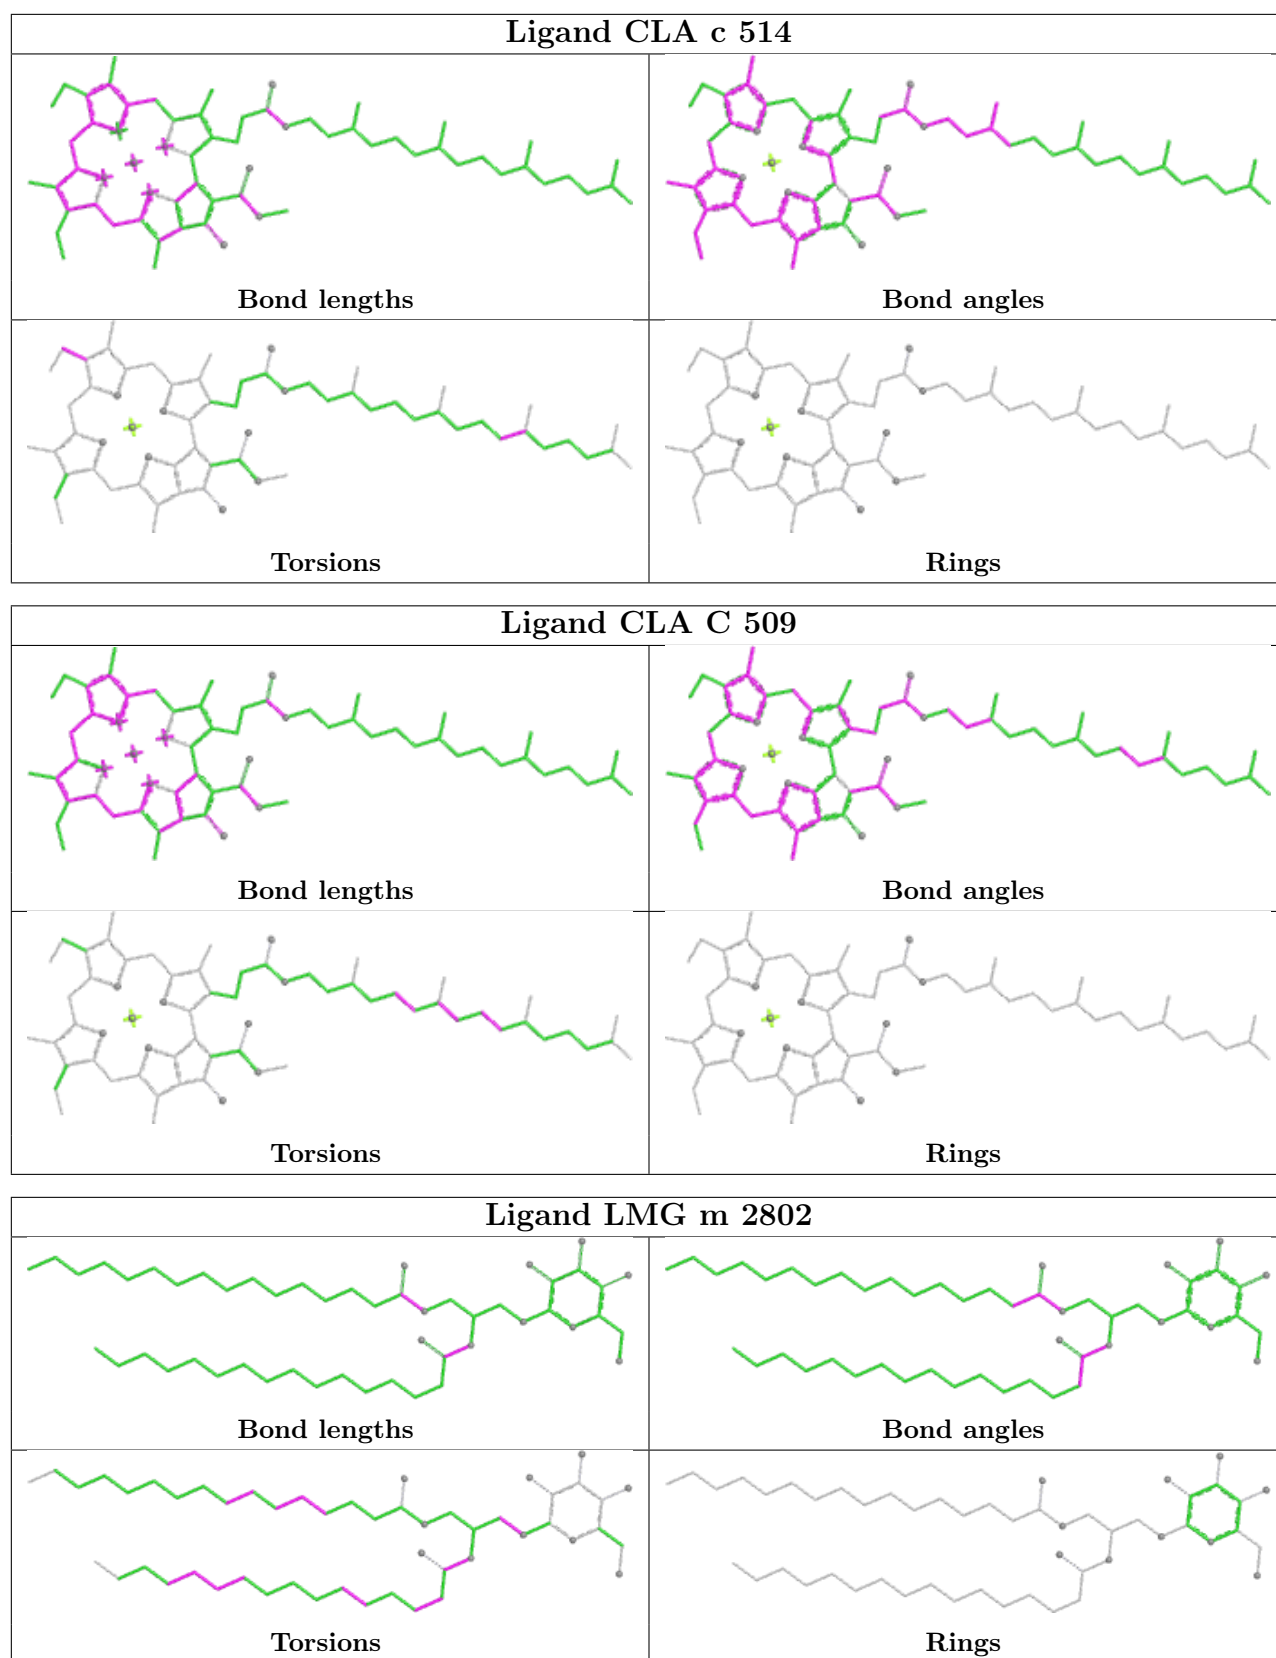 Ligand CLA c 514
Bond lengths
Bond angles
Torsions
Rings
Ligand CLA C 509
Bond lengths
Bond angles
Torsions
Rings
Ligand LMG m 2802
Bond lengths
Bond angles
Torsions
Rings